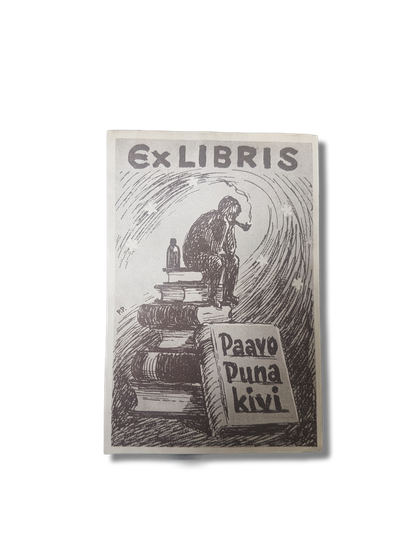 Ex LIBRIS
P.P.
Paavo
Puna
kivi